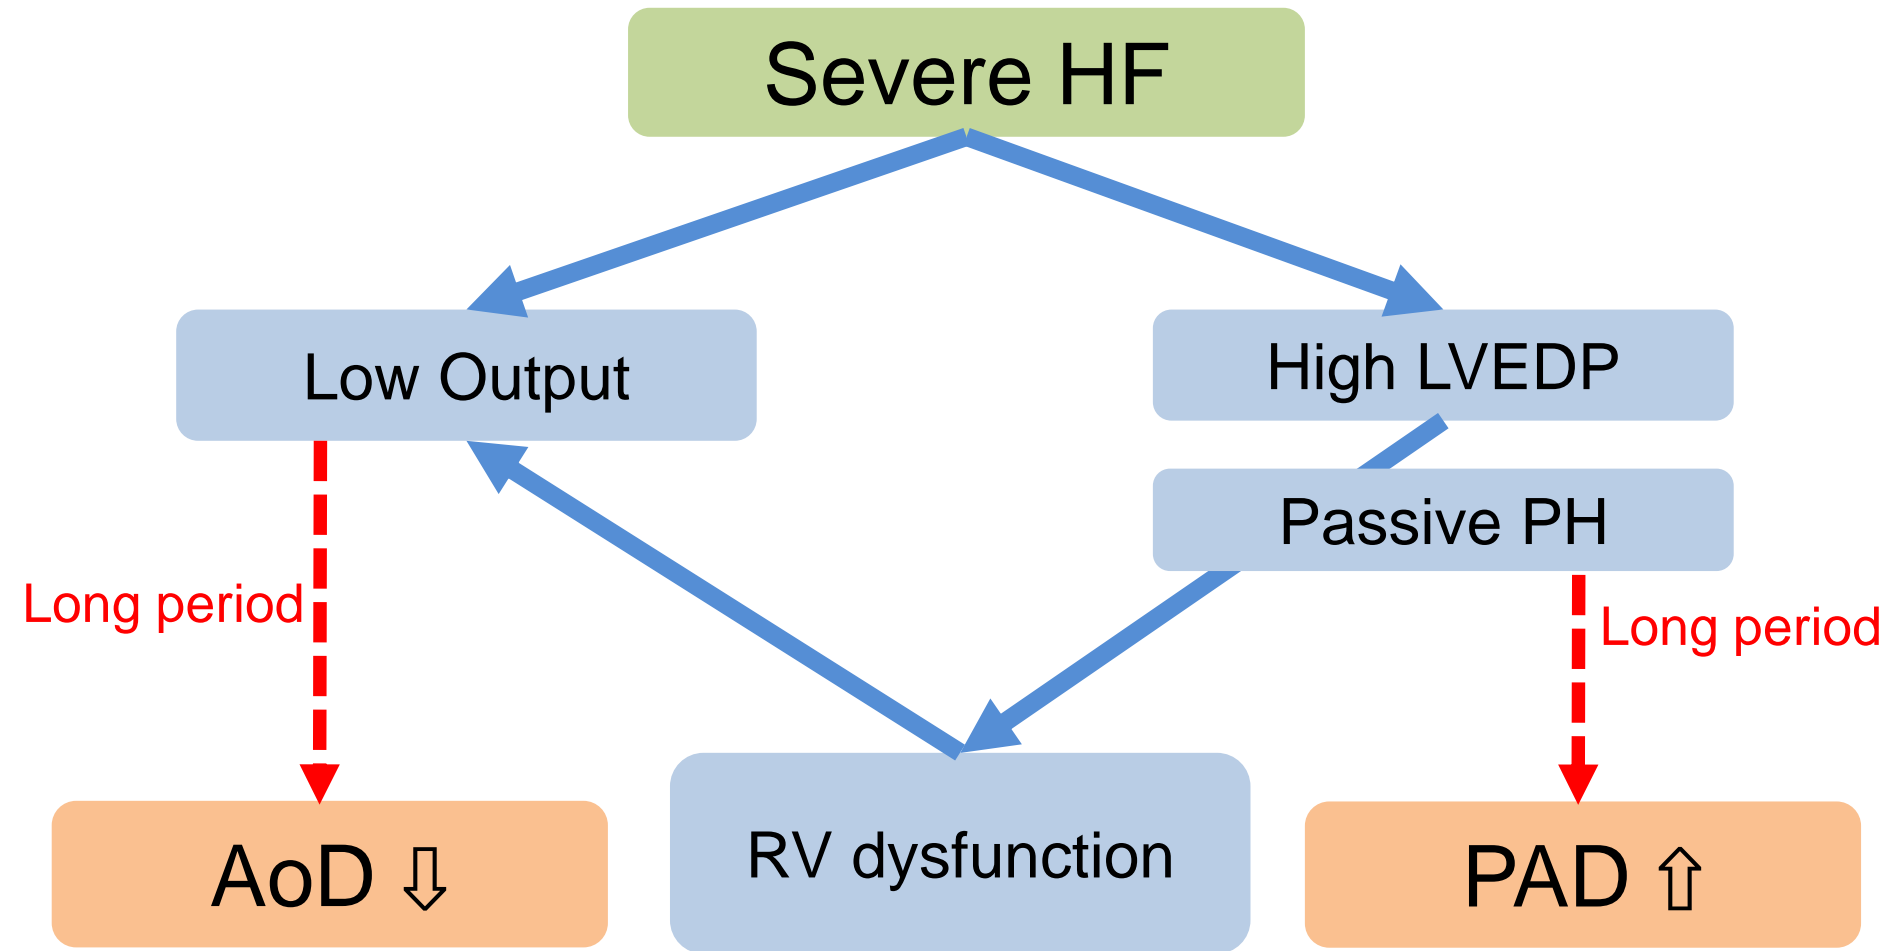 Severe HF
Low Output
High LVEDP
Passive PH
Long period
Long period
AoD ⇩
RV dysfunction
PAD ⇧